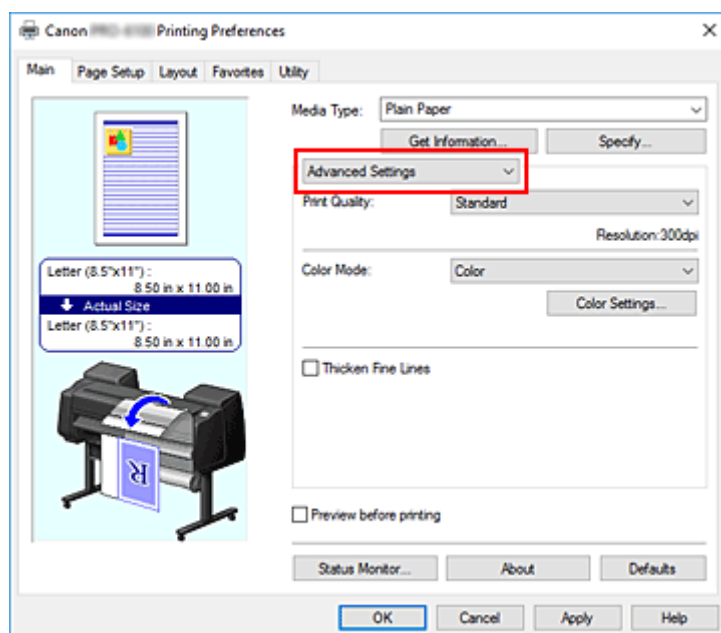 Canon Printing Preferences
Main Page Setup Layout Favorites Utility
Media Type: Plain Paper
Get Information... Specify...
Advanced Settings
Print Quality: Standard
Resolution:300dpi
Color Mode: Color
Color Settings...
Thicken Fine Lines
Letter (8.5"x11") :
8.50 in x 11.00 in
Actual Size
Letter (8.5"x11") :
8.50 in x 11.00 in
R
Preview before printing
Status Monitor... About Defaults
OK Cancel Apply Help